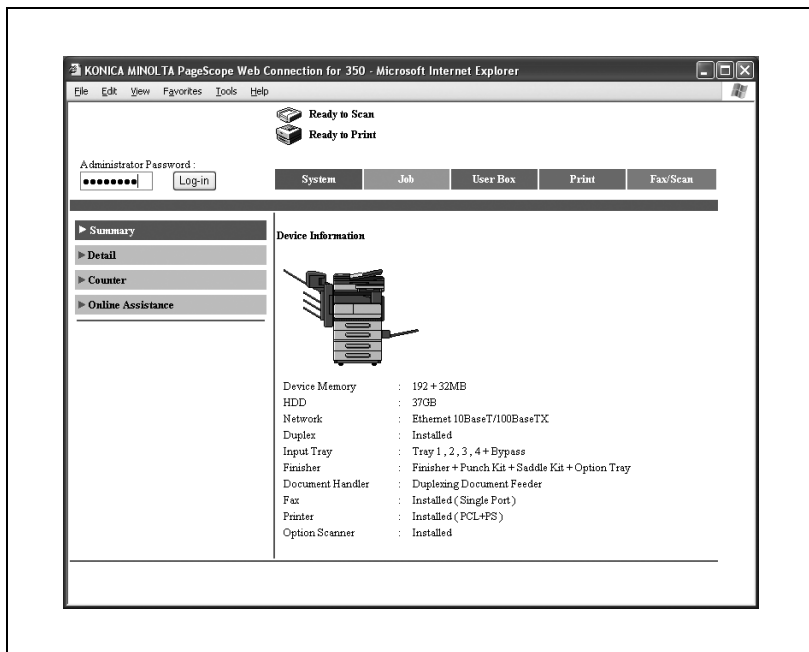 KONICA MINOLTA PageScope Web Connection for 350 - Microsoft Internet Explorer
File Edit View Favorites Tools Help
Ready to Scan
Ready to Print
Administrator Password :
Log-in
System Job User Box Print Fax/Scan
Summary
Detail
Counter
Online Assistance
Device Information
Device Memory : 192 + 32MB
HDD : 37GB
Network : Ethernet 10BaseT/100BaseTX
Duplex : Installed
Input Tray : Tray 1 , 2 , 3 , 4 + Bypass
Finisher : Finisher + Punch Kit + Saddle Kit + Option Tray
Document Handler : Duplexing Document Feeder
Fax : Installed ( Single Port )
Printer : Installed ( PCL+PS )
Option Scanner : Installed